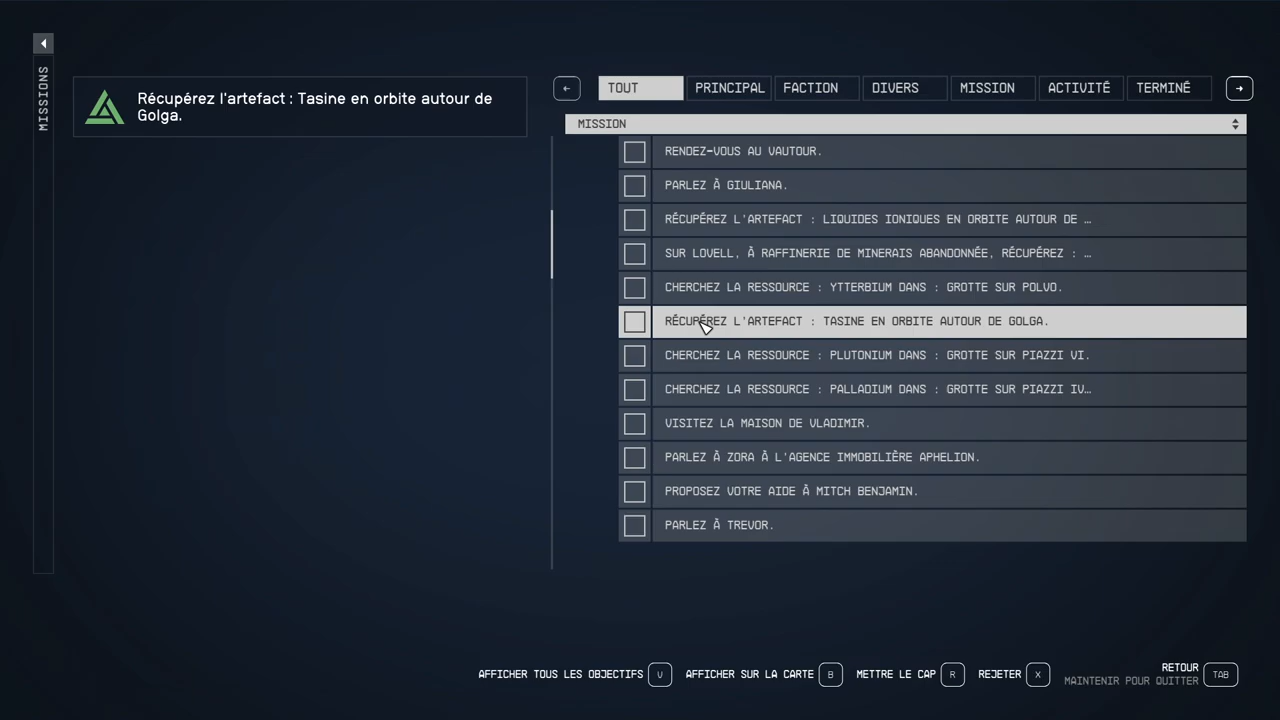 MISSIONS
Récupérez l'artefact : Tasine en orbite autour de
Golga.
TOUT
PRINCIPAL
FACTION
DIVERS
MISSION
ACTIVITÉ
TERMINÉ
MISSION
RENDEZ-VOUS AU VAUTOUR.
PARLEZ À GIULIANA.
RÉCUPÉREZ L'ARTEFACT : LIQUIDES IONIQUES EN ORBITE AUTOUR DE …
SUR LOVELL, À RAFFINERIE DE MINERAIS ABANDONNÉE, RÉCUPÉREZ : …
CHERCHEZ LA RESSOURCE : YTTERBIUM DANS : GROTTE SUR POLVO.
RÉCUPÉREZ L'ARTEFACT : TASINE EN ORBITE AUTOUR DE GOLGA.
CHERCHEZ LA RESSOURCE : PLUTONIUM DANS : GROTTE SUR PIAZZI VI.
CHERCHEZ LA RESSOURCE : PALLADIUM DANS : GROTTE SUR PIAZZI IV…
VISITEZ LA MAISON DE VLADIMIR.
PARLEZ À ZORA À L'AGENCE IMMOBILIÈRE APHELION.
PROPOSEZ VOTRE AIDE À MITCH BENJAMIN.
PARLEZ À TREVOR.
AFFICHER TOUS LES OBJECTIFS V
AFFICHER SUR LA CARTE B
METTRE LE CAP R
REJETER X
RETOUR
MAINTENIR POUR QUITTER
TAB